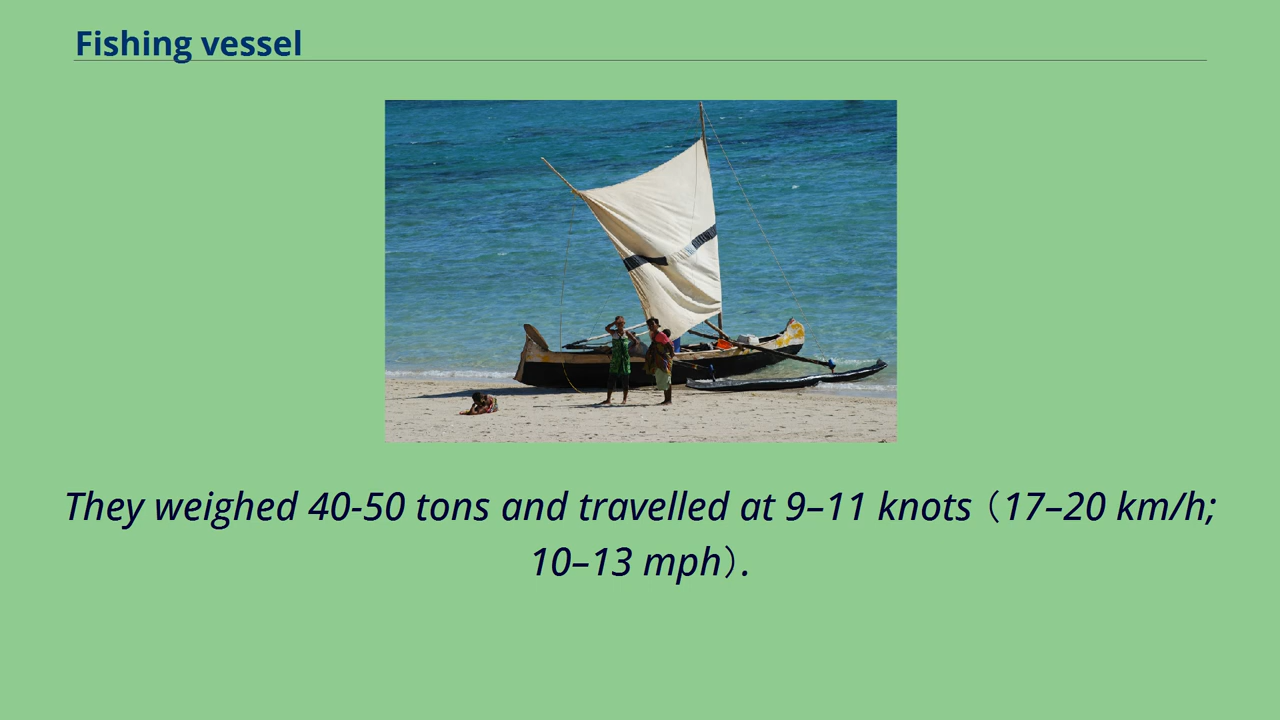 Fishing vessel
They weighed 40-50 tons and travelled at 9–11 knots（17–20 km/h;
10–13 mph）.